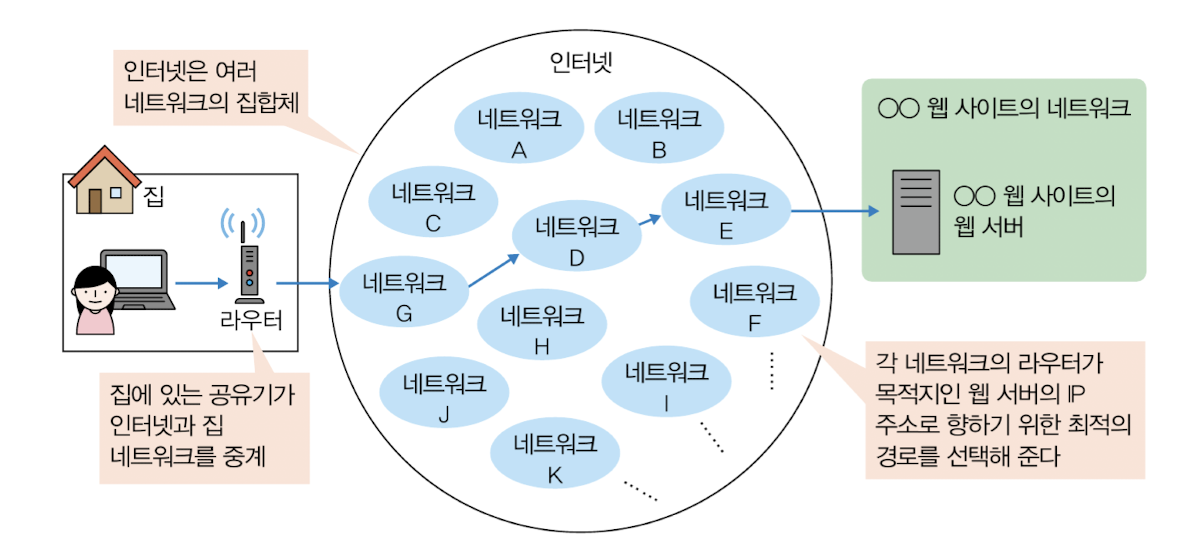 인터넷은 여러
네트워크의 집합체
인터넷
네트워크
A
네트워크
B
네트워크
C
네트워크
D
네트워크
E
네트워크
F
네트워크
G
네트워크
H
네트워크
I
네트워크
J
네트워크
K
집
라우터
집에 있는 공유기가
인터넷과 집
네트워크를 중계
○○ 웹 사이트의 네트워크
○○ 웹 사이트의
웹 서버
각 네트워크의 라우터가
목적지인 웹 서버의 IP
주소로 향하기 위한 최적의
경로를 선택해 준다